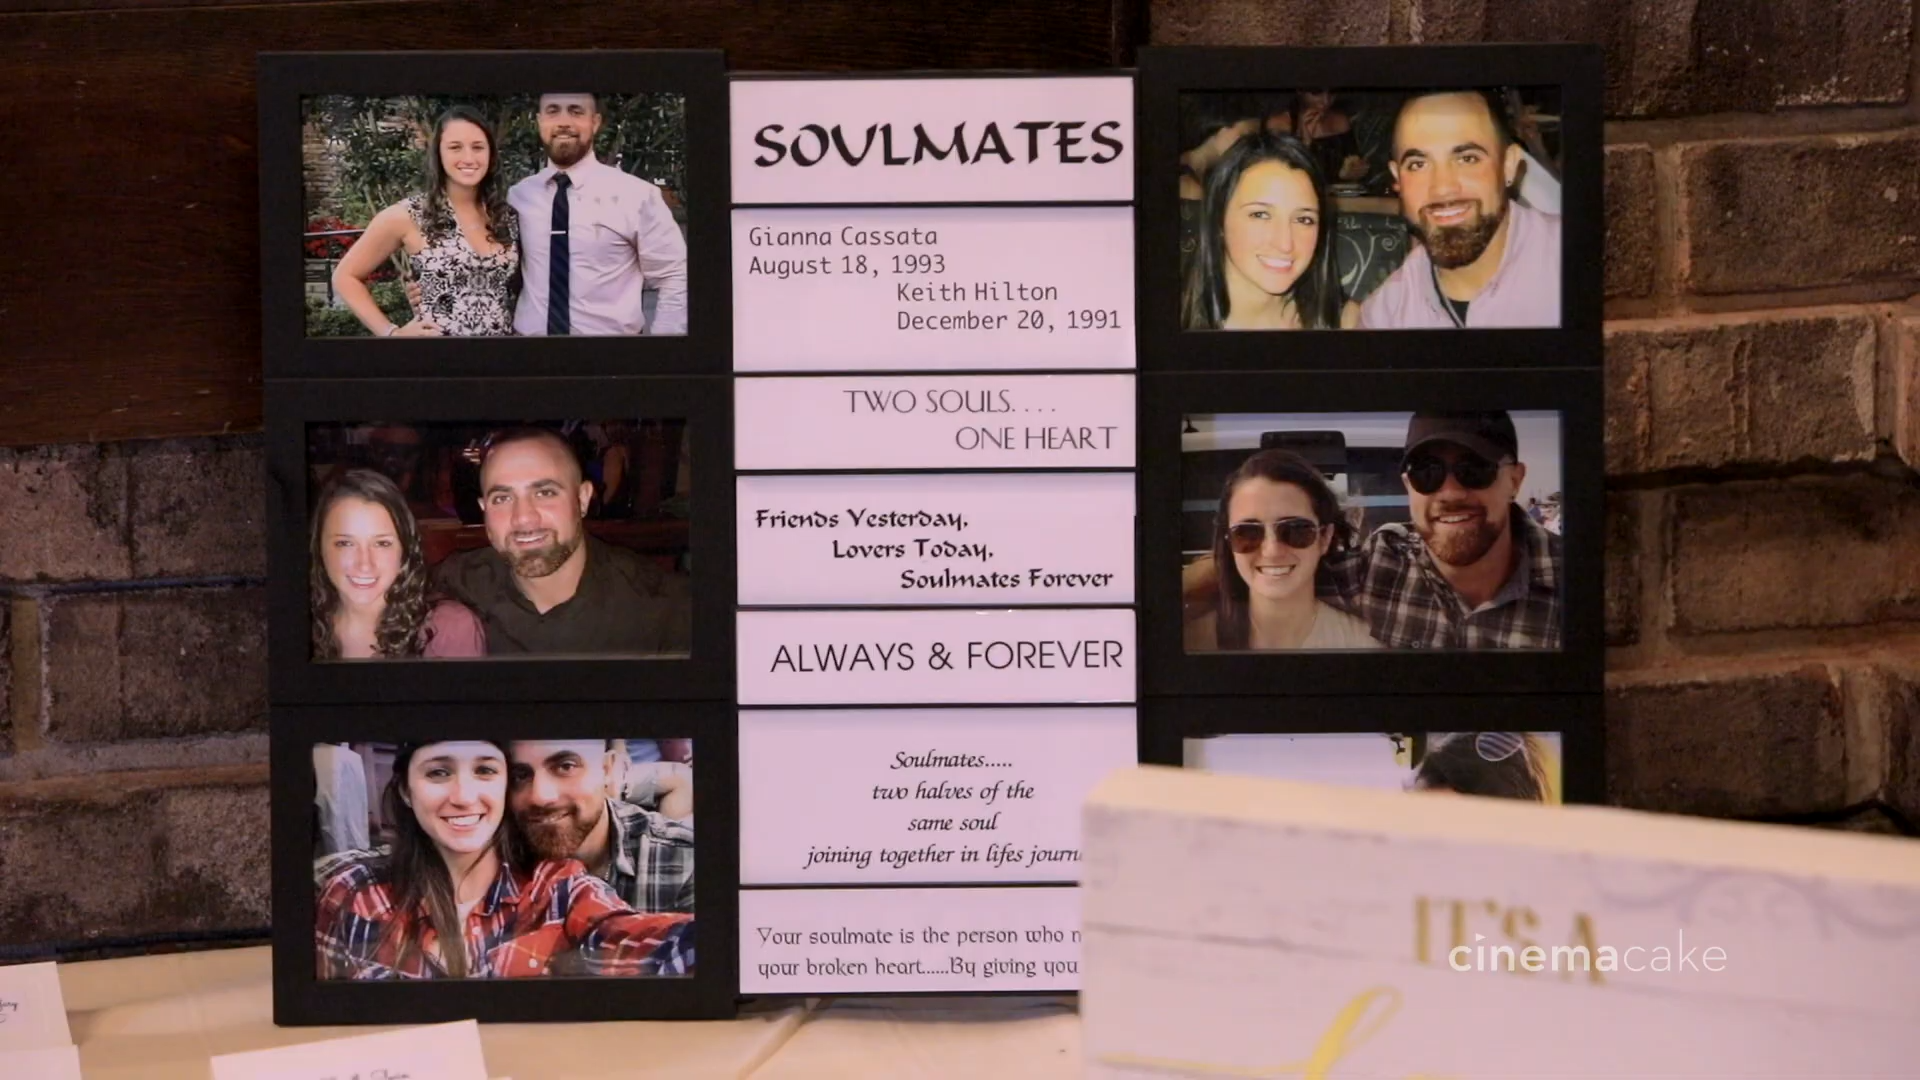 SOULMATES
Gianna Cassata
August 18, 1993
Keith Hilton
December 20, 1991
TWO SOULS....
ONE HEART
Friends Yesterday,
Lovers Today,
Soulmates Forever
ALWAYS & FOREVER
Soulmates.....
two halves of the
same soul
joining together in lifes
Your soulmate is the person who
your broken heart......By giving you
IT'S A
cinemacake